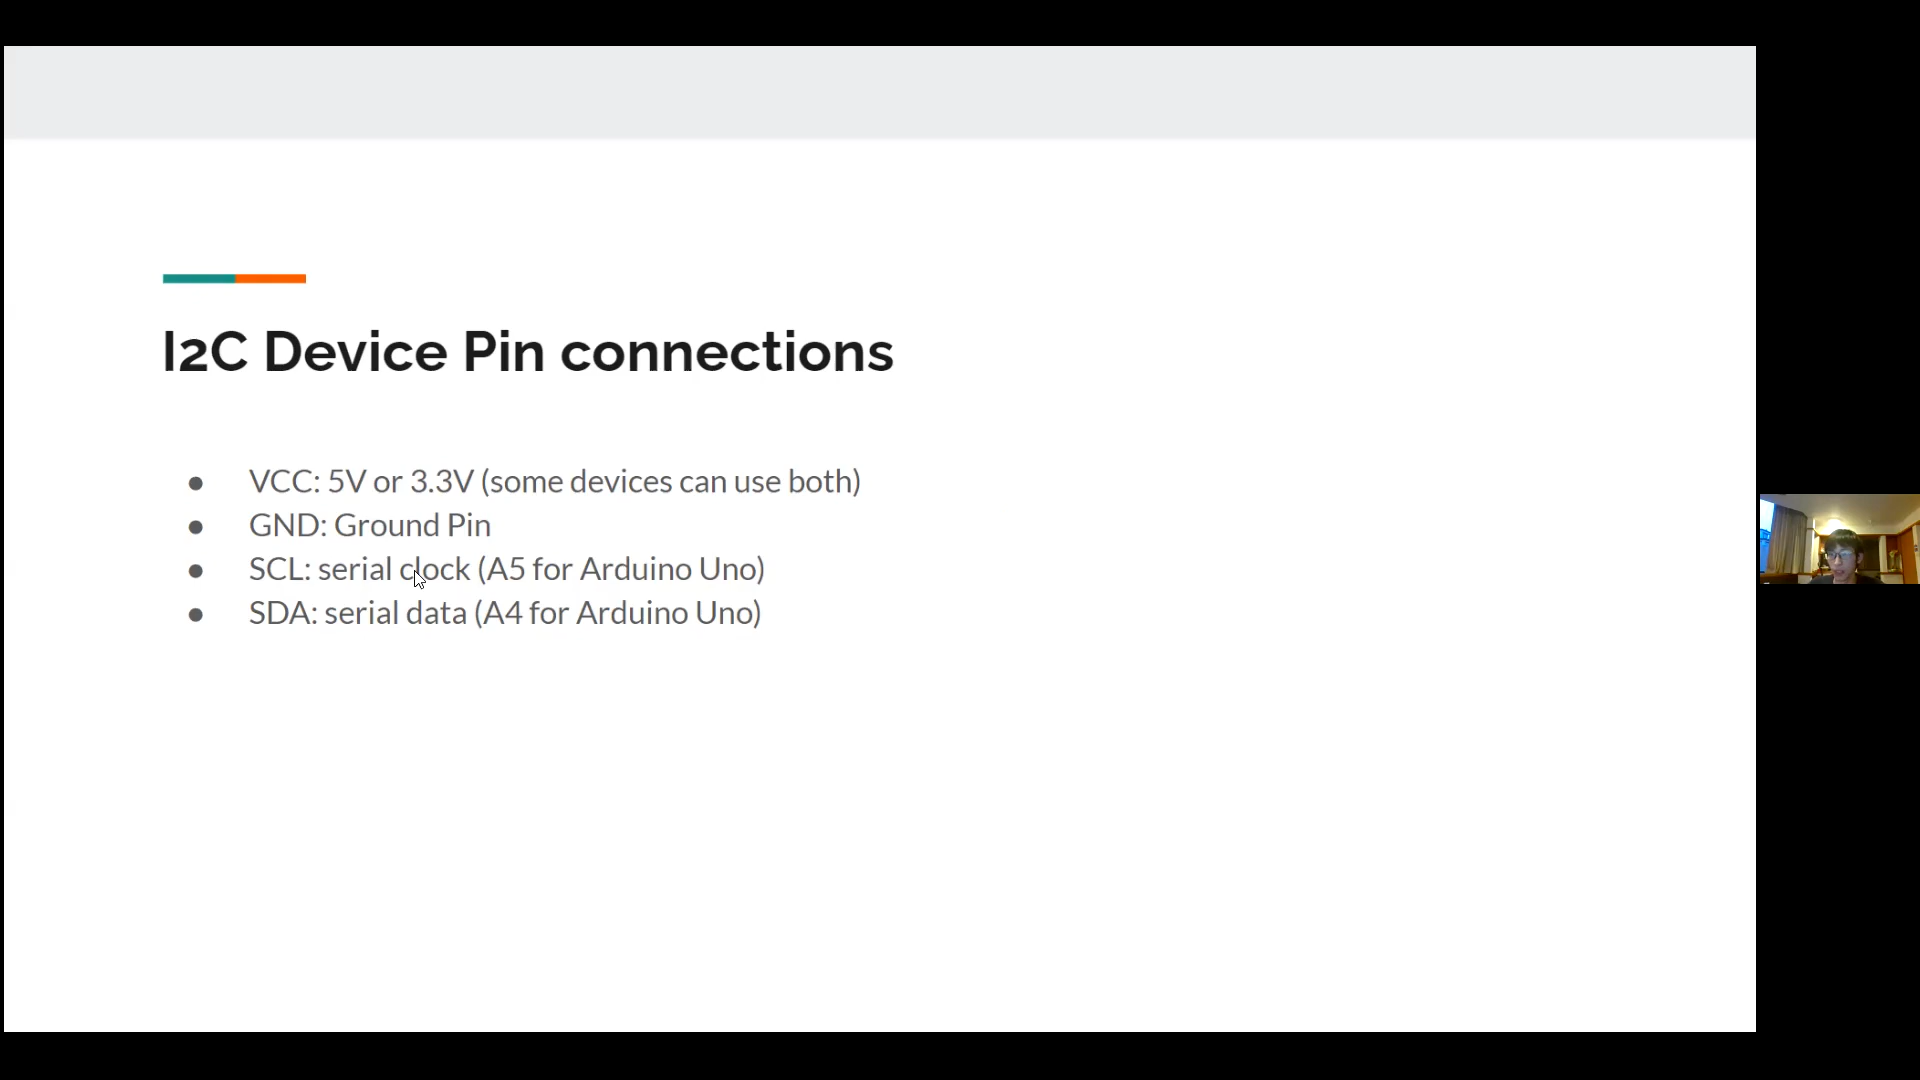 I2C Device Pin connections
● VCC: 5V or 3.3V (some devices can use both)
● GND: Ground Pin
● SCL: serial clock (A5 for Arduino Uno)
● SDA: serial data (A4 for Arduino Uno)